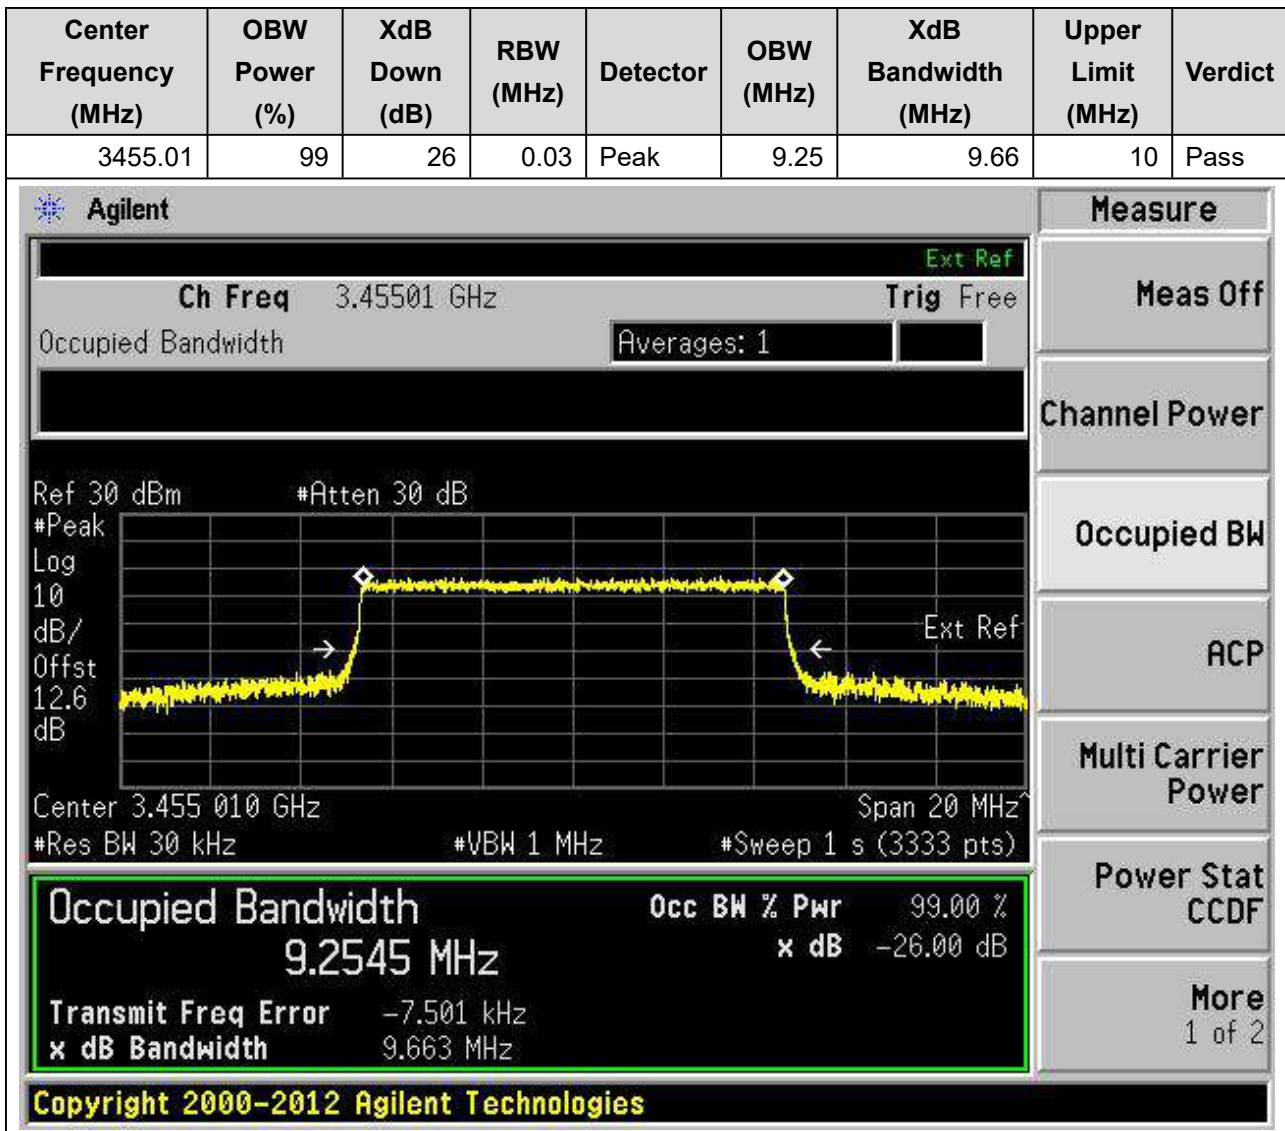 Center Frequency (MHz) OBW Power (%) XdB Down (dB) RBW (MHz) Detector OBW (MHz) XdB Bandwidth (MHz) Upper Limit (MHz) Verdict
3455.01 99 26 0.03 Peak 9.25 9.66 10 Pass
Agilent
Measure
Ext Ref
Ch Freq 3.45501 GHz Trig Free
Meas Off
Occupied Bandwidth Averages: 1
Channel Power
Ref 30 dBm #Atten 30 dB
#Peak
Occupied BW
Log
10
dB/
Ext Ref
Offst
ACP
12.6
dB
Multi Carrier
Power
Center 3.455 010 GHz Span 20 MHz^
#Res BW 30 kHz #VBW 1 MHz #Sweep 1 s (3333 pts)
Power Stat
CCDF
Occupied Bandwidth Occ BW % Pwr 99.00 %
9.2545 MHz x dB -26.00 dB
Transmit Freq Error -7.501 kHz
x dB Bandwidth 9.663 MHz
More
1 of 2
Copyright 2000-2012 Agilent Technologies